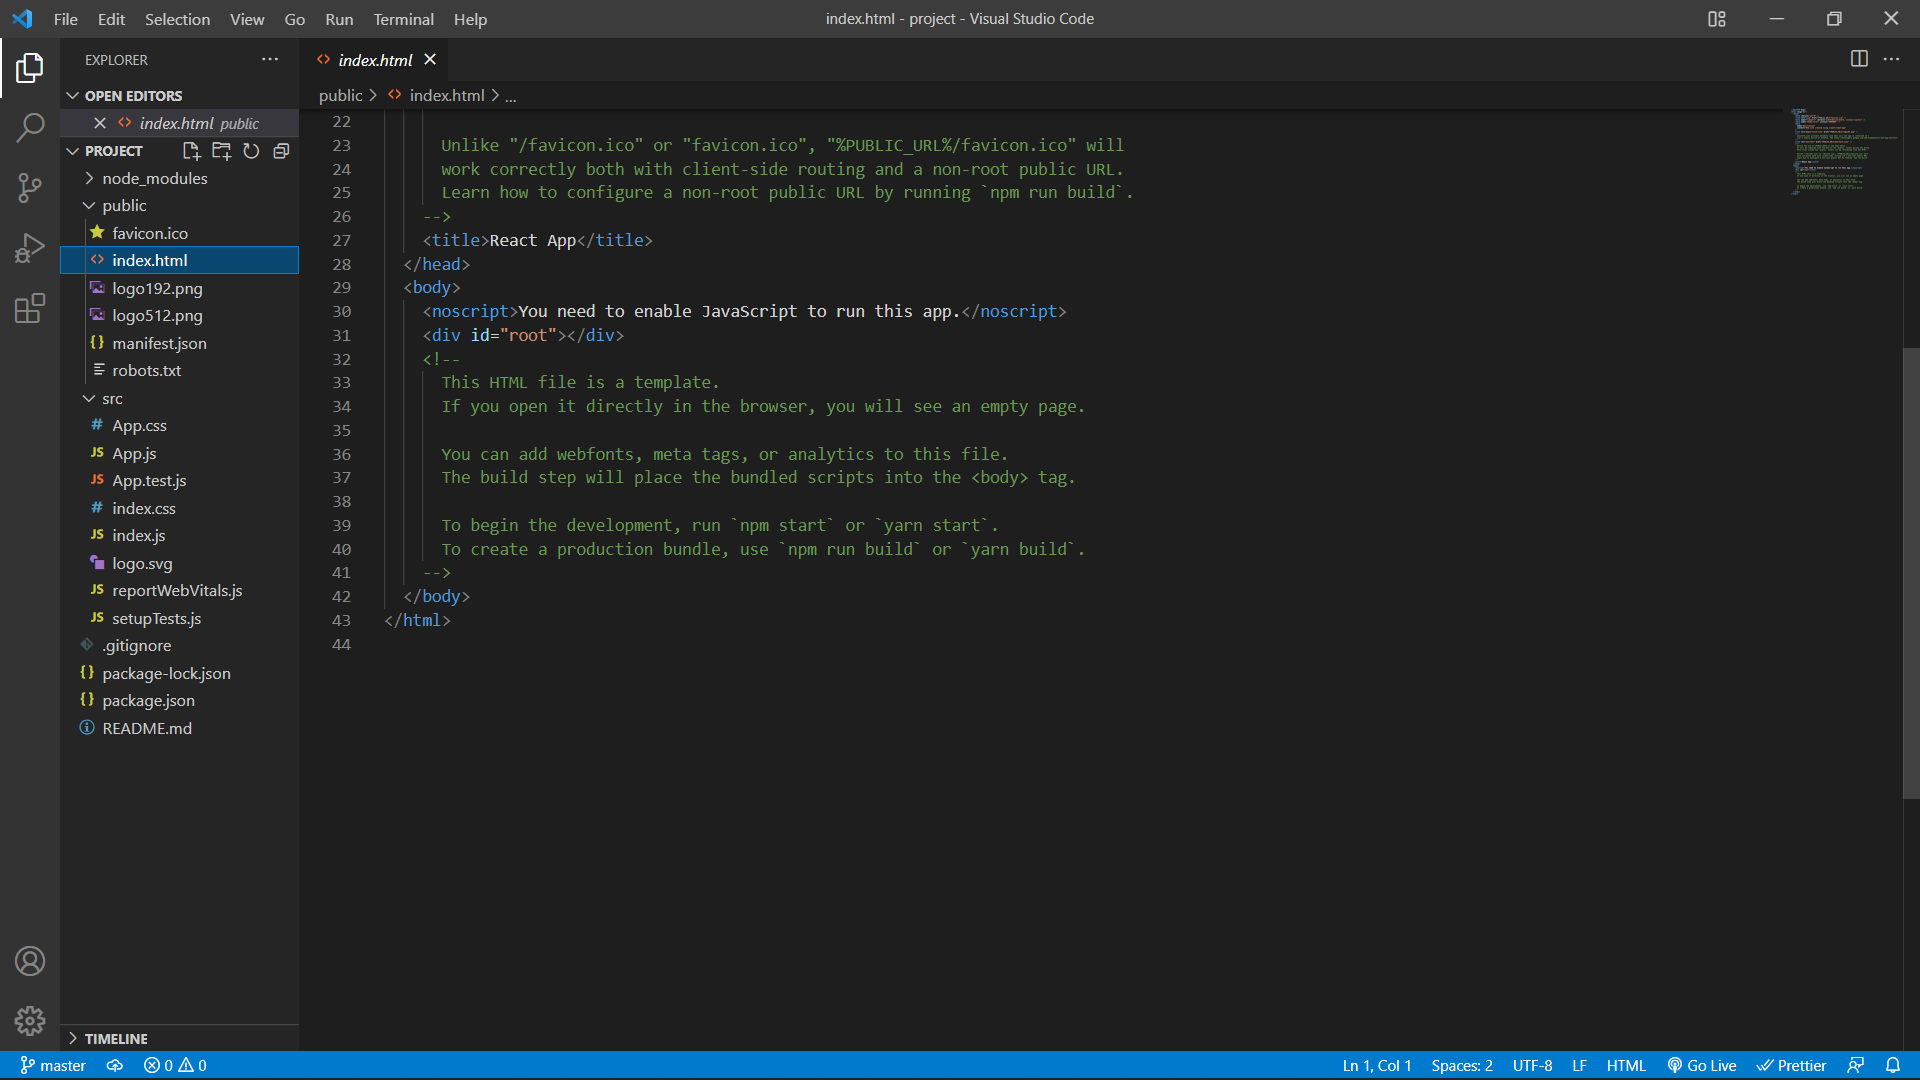 File Edit Selection View Go Run Terminal Help
index.html - project - Visual Studio Code
EXPLORER
OPEN EDITORS
index.html public
PROJECT
node_modules
public
favicon.ico
index.html
logo192.png
logo512.png
manifest.json
robots.txt
src
App.css
App.js
App.test.js
index.css
index.js
logo.svg
reportWebVitals.js
setupTests.js
.gitignore
package-lock.json
package.json
README.md
TIMELINE
index.html
public > index.html > ...
22
23 Unlike "/favicon.ico" or "favicon.ico", "%PUBLIC_URL%/favicon.ico" will
24 work correctly both with client-side routing and a non-root public URL.
25 Learn how to configure a non-root public URL by running `npm run build`.
26 -->
27 <title>React App</title>
28 </head>
29 <body>
30 <noscript>You need to enable JavaScript to run this app.</noscript>
31 <div id="root"></div>
32 <!--
33 This HTML file is a template.
34 If you open it directly in the browser, you will see an empty page.
35
36 You can add webfonts, meta tags, or analytics to this file.
37 The build step will place the bundled scripts into the <body> tag.
38
39 To begin the development, run `npm start` or `yarn start`.
40 To create a production bundle, use `npm run build` or `yarn build`.
41 -->
42 </body>
43 </html>
44
master 0 0
Ln 1, Col 1 Spaces: 2 UTF-8 LF HTML Go Live Prettier